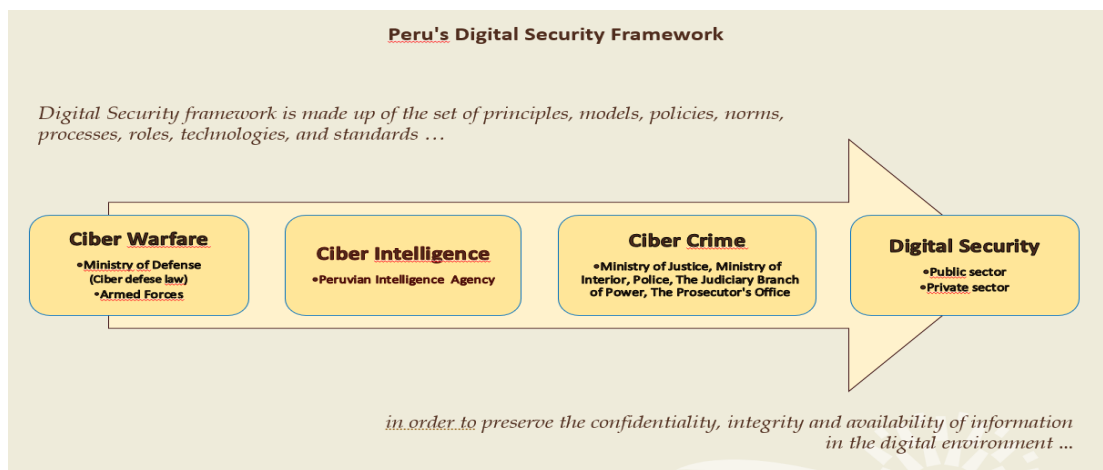 Peru's Digital Security Framework
Digital Security framework is made up of the set of principles, models, policies, norms,
processes, roles, technologies, and standards …
Ciber Warfare
•Ministry of Defense
(Ciber defese law)
•Armed Forces
Ciber Intelligence
•Peruvian Intelligence Agency
Ciber Crime
•Ministry of Justice, Ministry of
Interior, Police, The Judiciary Branch
of Power, The Prosecutor's Office
Digital Security
•Public sector
•Private sector
in order to preserve the confidentiality, integrity and availability of information
in the digital environment ...